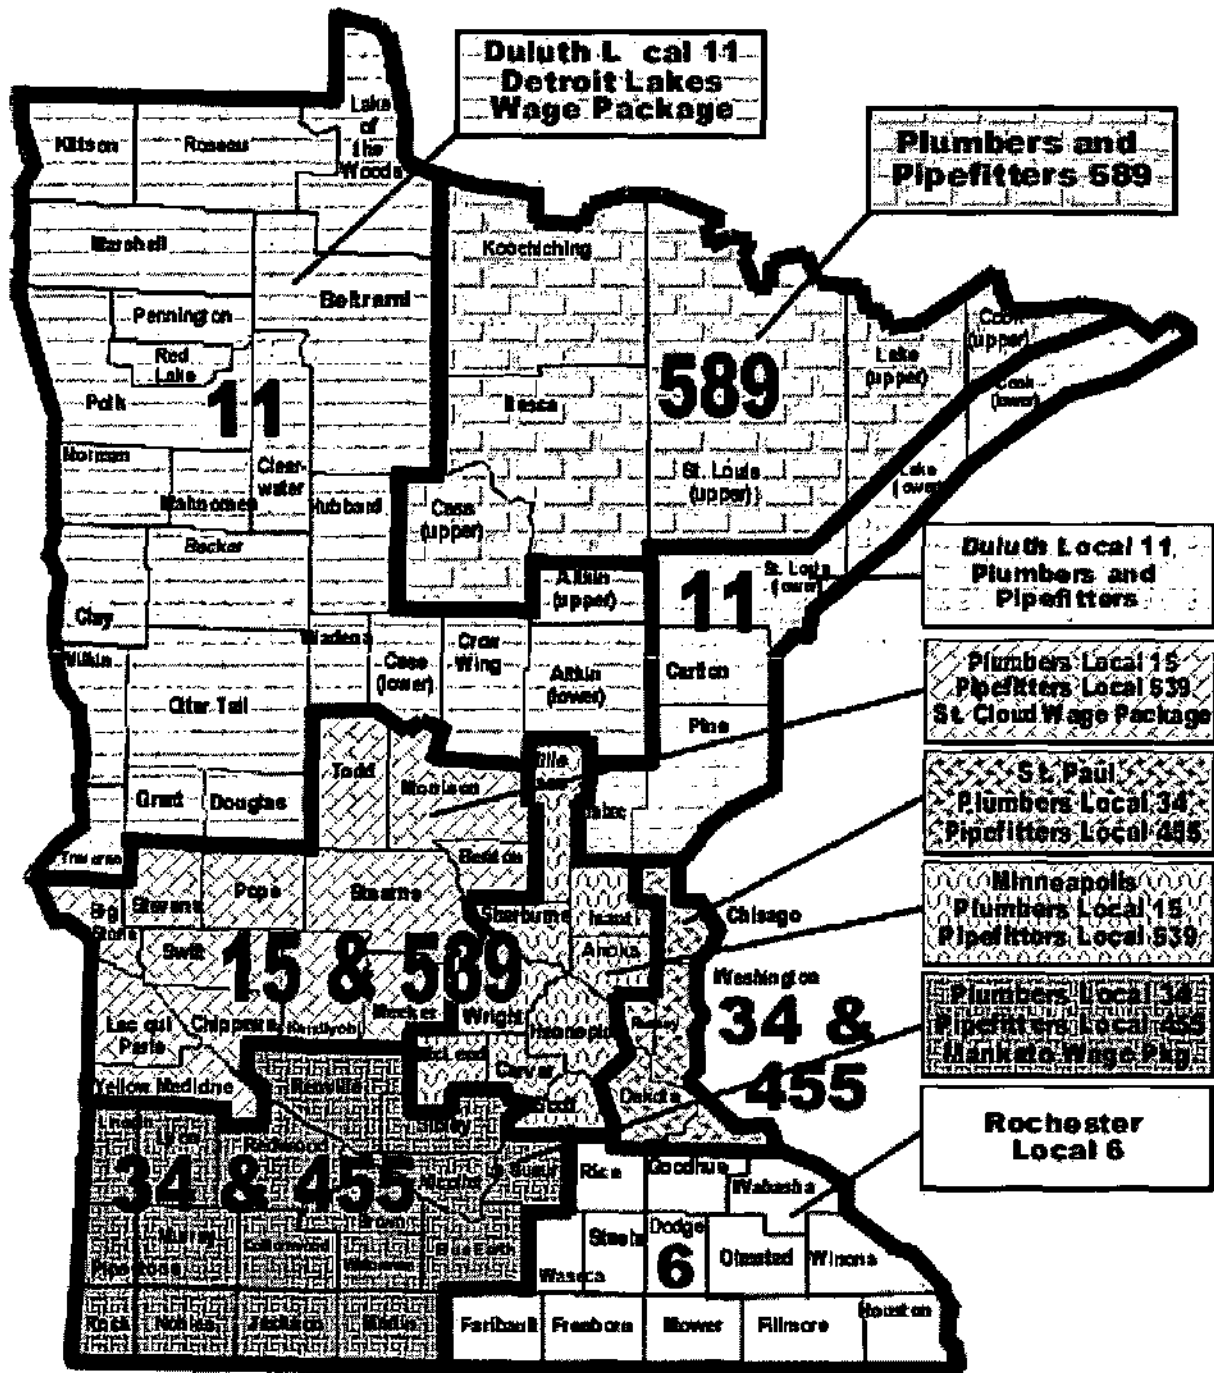 Duluth L cal 11
Detroit Lakes
Wage Package
Plumbers and
Pipefitters 589
Lake
of
the
Woods
Kittson
Roseau
Marshall
Koochiching
Beltrami
Pennington
Red
Lake
Polk
11
589
Cook
(upper)
Lake
(upper)
Cook
(lower)
Itasca
Norman
Mahnomen
Clear-
water
Hubbard
Cass
(upper)
St. Louis
(upper)
Lake
(lower)
Becker
Clay
Aitkin
(upper)
11
St. Louis
(lower)
Duluth Local 11,
Plumbers and
Pipefitters
Wilkin
Wadena
Cass
(lower)
Crow
Wing
Aitkin
(lower)
Carlton
Otter Tail
Pine
Plumbers Local 15
Pipefitters Local 539
St. Cloud Wage Package
Todd
Morrison
Mille
Grant
Douglas
St. Paul
Plumbers Local 34
Pipefitters Local 455
Traverse
Benton
Big
Stone
Stevens
Pope
Stearns
Sherburne
Isanti
Chisago
Minneapolis
Plumbers Local 15
Pipefitters Local 539
Swift
15 & 589
Anoka
Washington
34 &
455
Lac qui
Parle
Chippewa
Kandiyohi
Meeker
Wright
Hennepin
Ramsey
Plumbers Local 34
Pipefitters Local 455
Mankato Wage Pkg
Yellow Medicine
Renville
McLeod
Carver
Scott
Dakota
Lincoln
Lyon
Redwood
Sibley
34 & 455
Nicollet
Sueur
Rice
Goodhue
Wabasha
Rochester
Local 6
Pipestone
Murray
Cottonwood
Brown
Watonwan
Blue Earth
Waseca
Steele
Dodge
6
Olmsted
Winona
Rock
Nobles
Jackson
Martin
Faribault
Freeborn
Mower
Fillmore
Houston